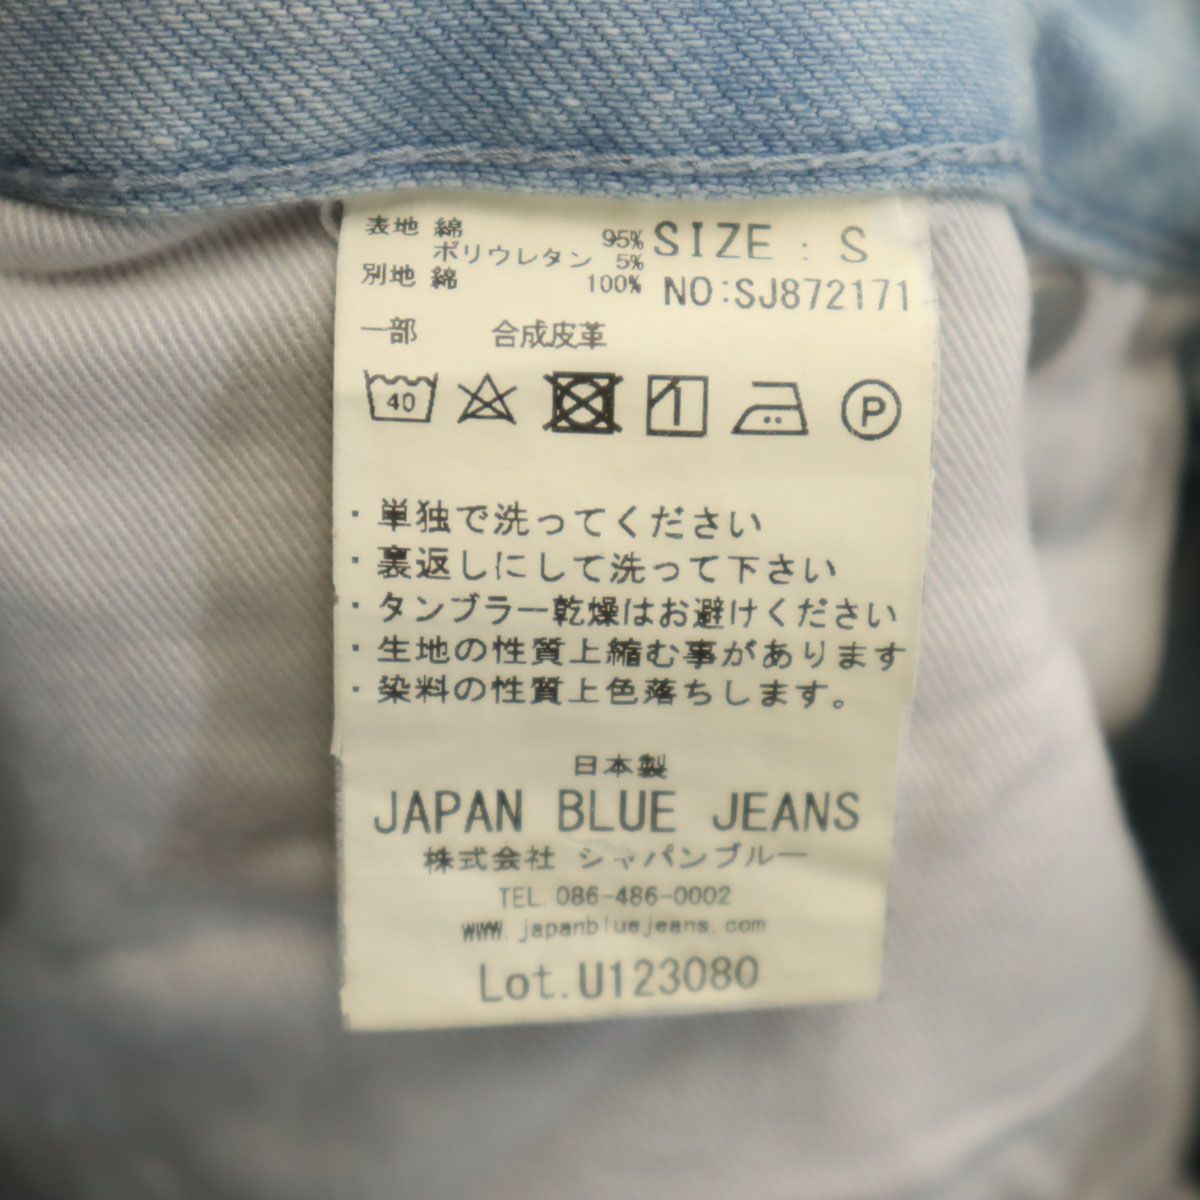 表地 綿 95%
ポリウレタン 5%
別地 綿 100%
一部 合成皮革
SIZE : S
NO:SJ872171
40
P
・単独で洗ってください
・裏返しにして洗って下さい
・タンブラー乾燥はお避けください
・生地の性質上縮む事があります
・染料の性質上色落ちします。
日本製
JAPAN BLUE JEANS
株式会社 ジャパンブルー
TEL. 086-486-0002
www.japanbluejeans.com
Lot.U123080